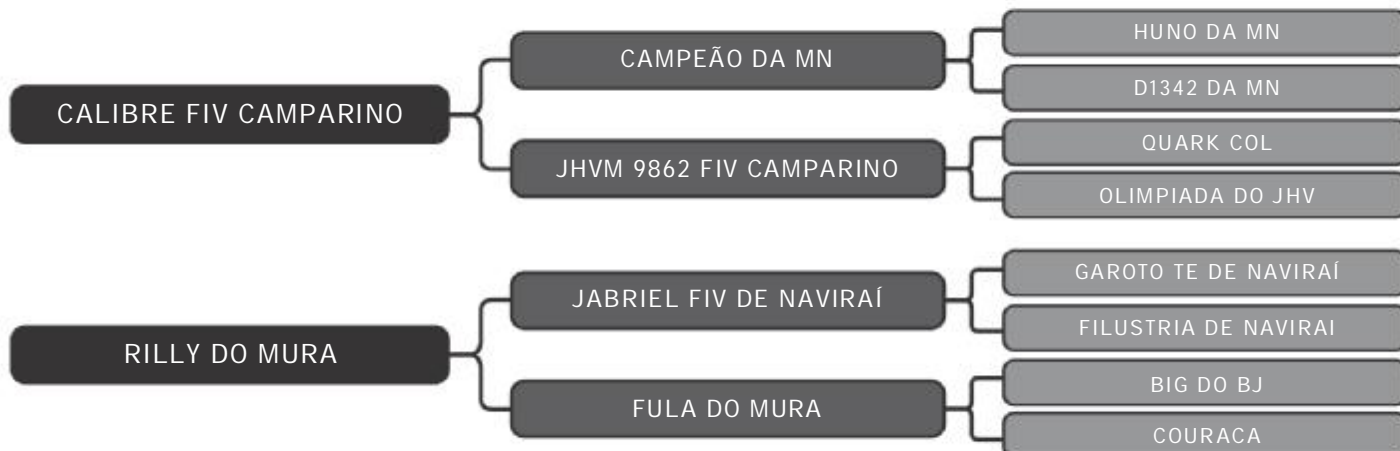 CALIBRE FIV CAMPARINO
CAMPEÃO DA MN
HUNO DA MN
D1342 DA MN
JHVM 9862 FIV CAMPARINO
QUARK COL
OLIMPIADA DO JHV
RILLY DO MURA
JABRIEL FIV DE NAVIRAÍ
GAROTO TE DE NAVIRAÍ
FILUSTRIA DE NAVIRAI
FULA DO MURA
BIG DO BJ
COURACA